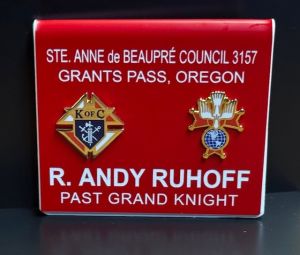 STE. ANNE de BEAUPRÉ COUNCIL 3157
GRANTS PASS, OREGON
K OF C
R. ANDY RUHOFF
PAST GRAND KNIGHT